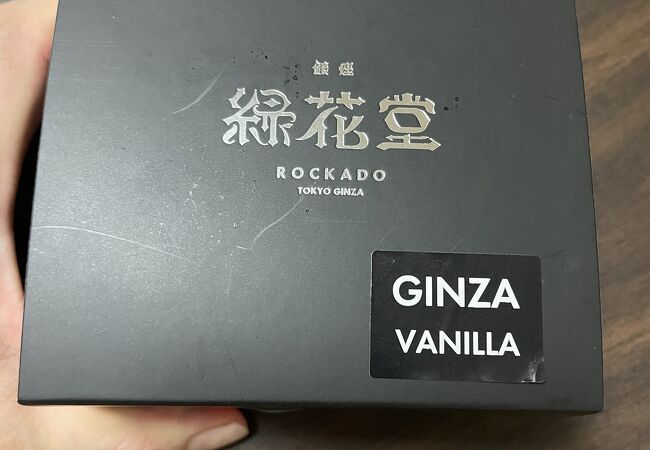 銀座
緑花堂
ROCKADO
TOKYO GINZA
GINZA
VANILLA